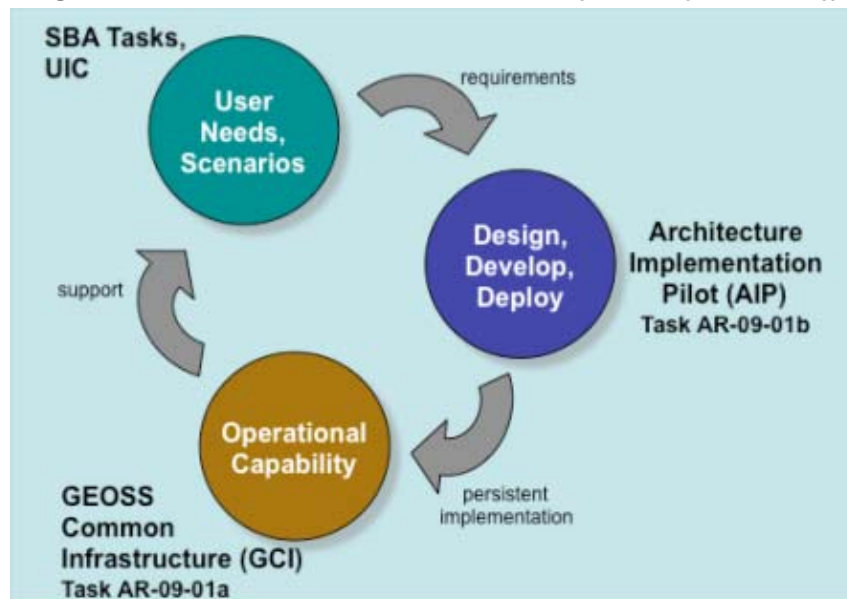 SBA Tasks,
UIC
User
Needs,
Scenarios
requirements
Design,
Develop,
Deploy
Architecture
Implementation
Pilot (AIP)
Task AR-09-01b
support
Operational
Capability
persistent
implementation
GEOSS
Common
Infrastructure (GCI)
Task AR-09-01a